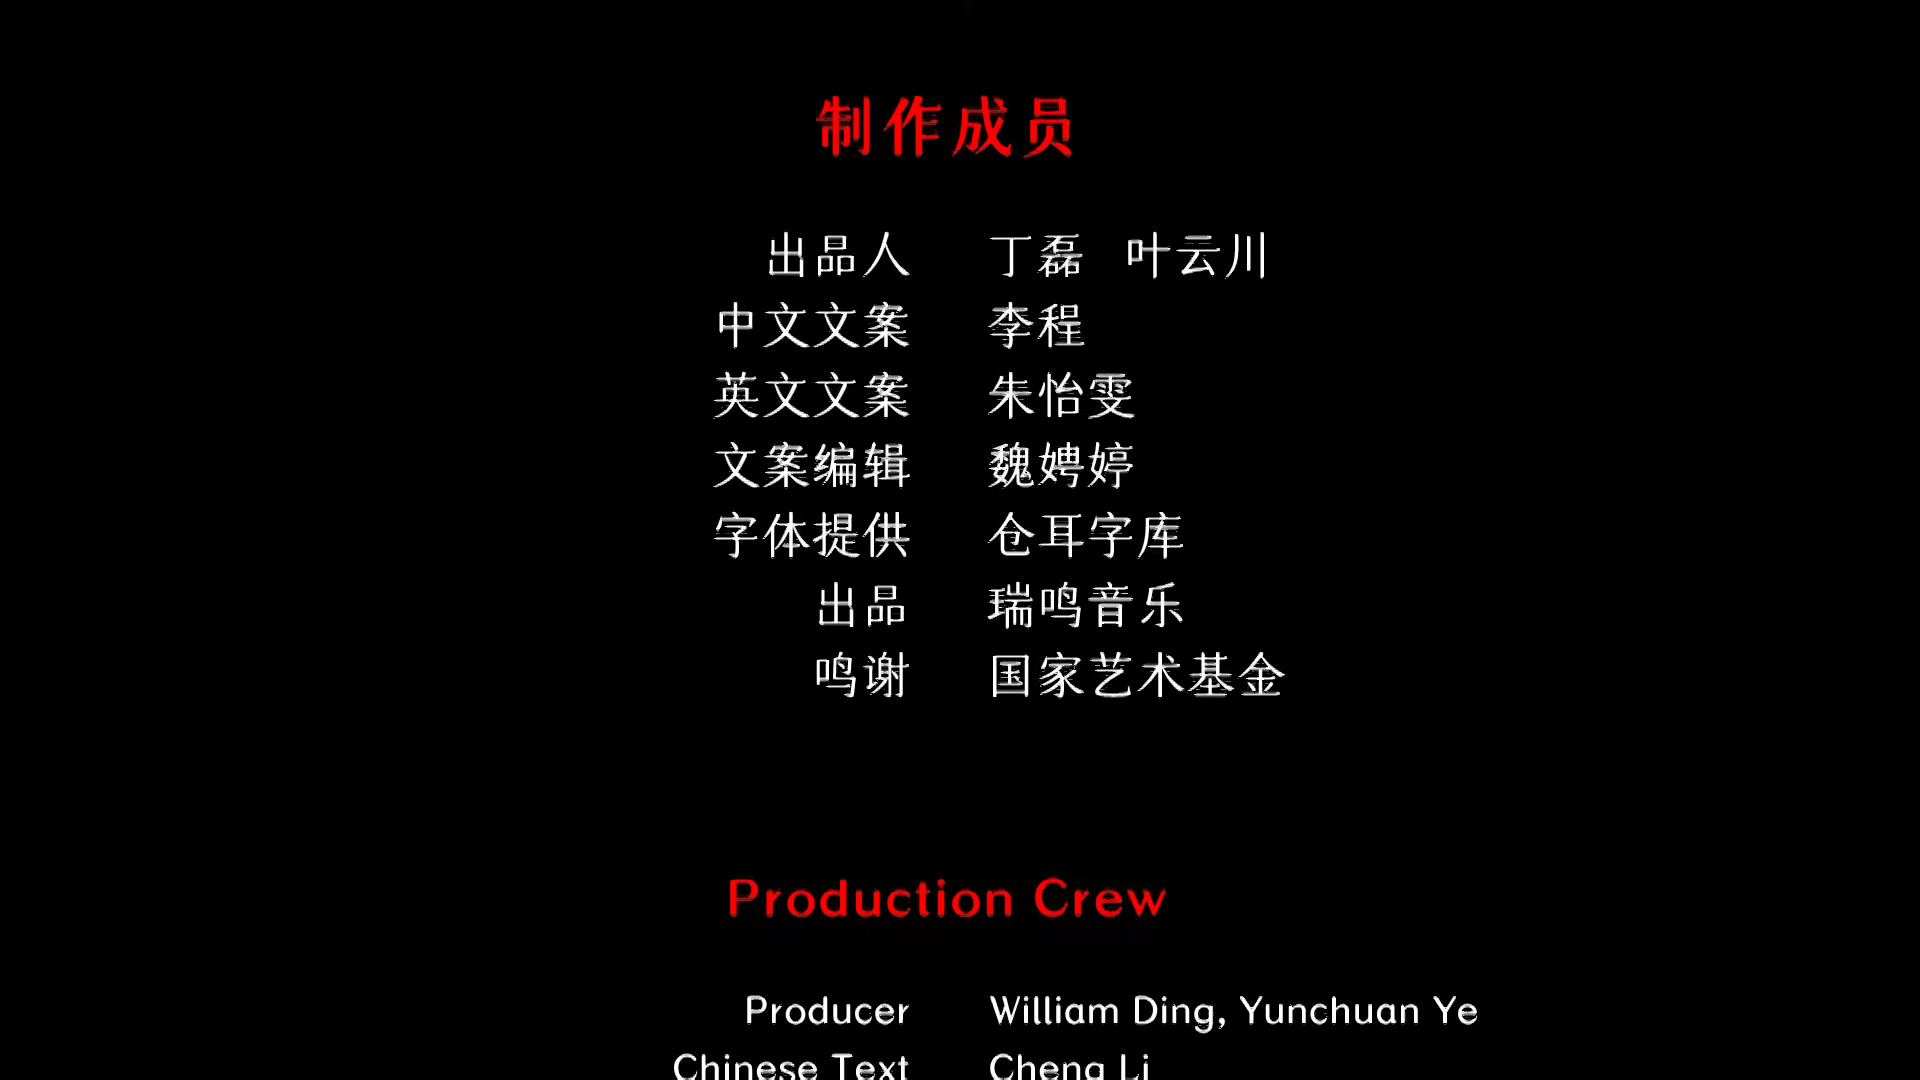 制作成员
出品人 丁磊 叶云川
中文文案 李程
英文文案 朱怡雯
文案编辑 魏娉婷
字体提供 仓耳字库
出品 瑞鸣音乐
鸣谢 国家艺术基金
Production Crew
Producer William Ding, Yunchuan Ye
Chinese Text Cheng Li